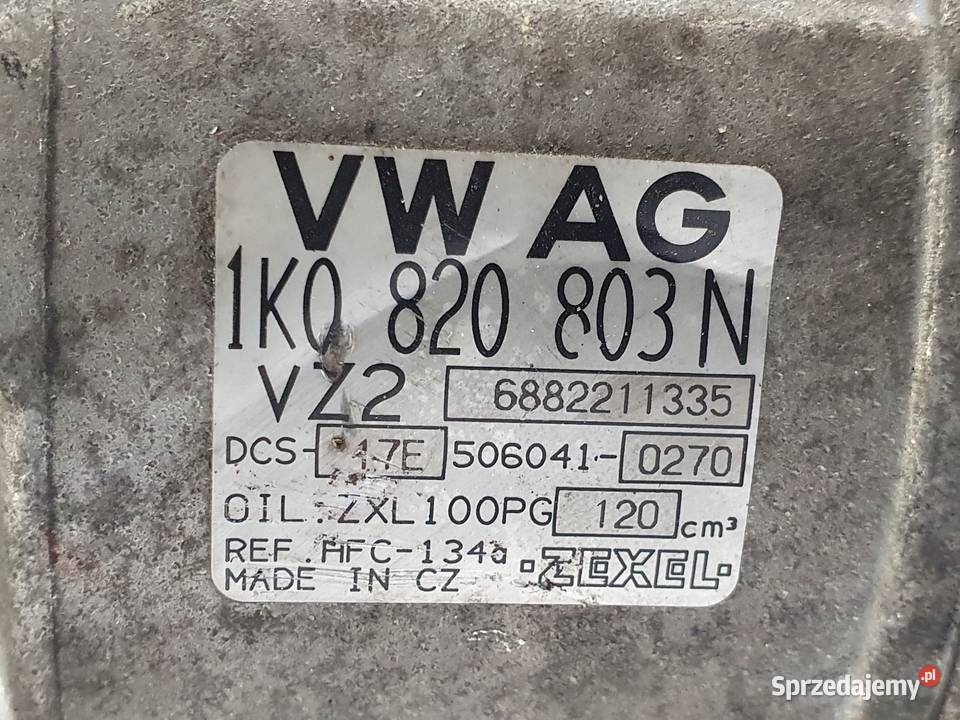 VW AG
1K0 820 803 N
VZ2 6882211335
DCS-17E 506041-0270
OIL:ZXL100PG 120 cm³
REF.HFC-134a
MADE IN CZ ·ZEXEL·
Sprzedajemy.pl